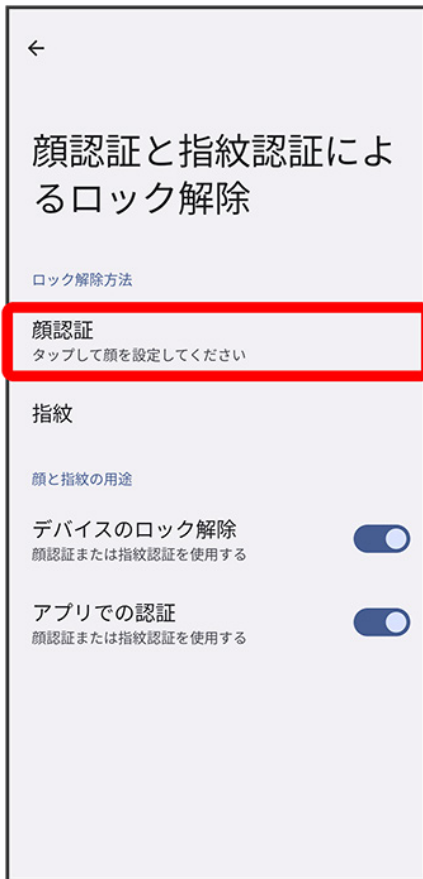 顔認証と指紋認証によ
るロック解除
ロック解除方法
顔認証
タップして顔を設定してください
指紋
顔と指紋の用途
デバイスのロック解除
顔認証または指紋認証を使用する
アプリでの認証
顔認証または指紋認証を使用する